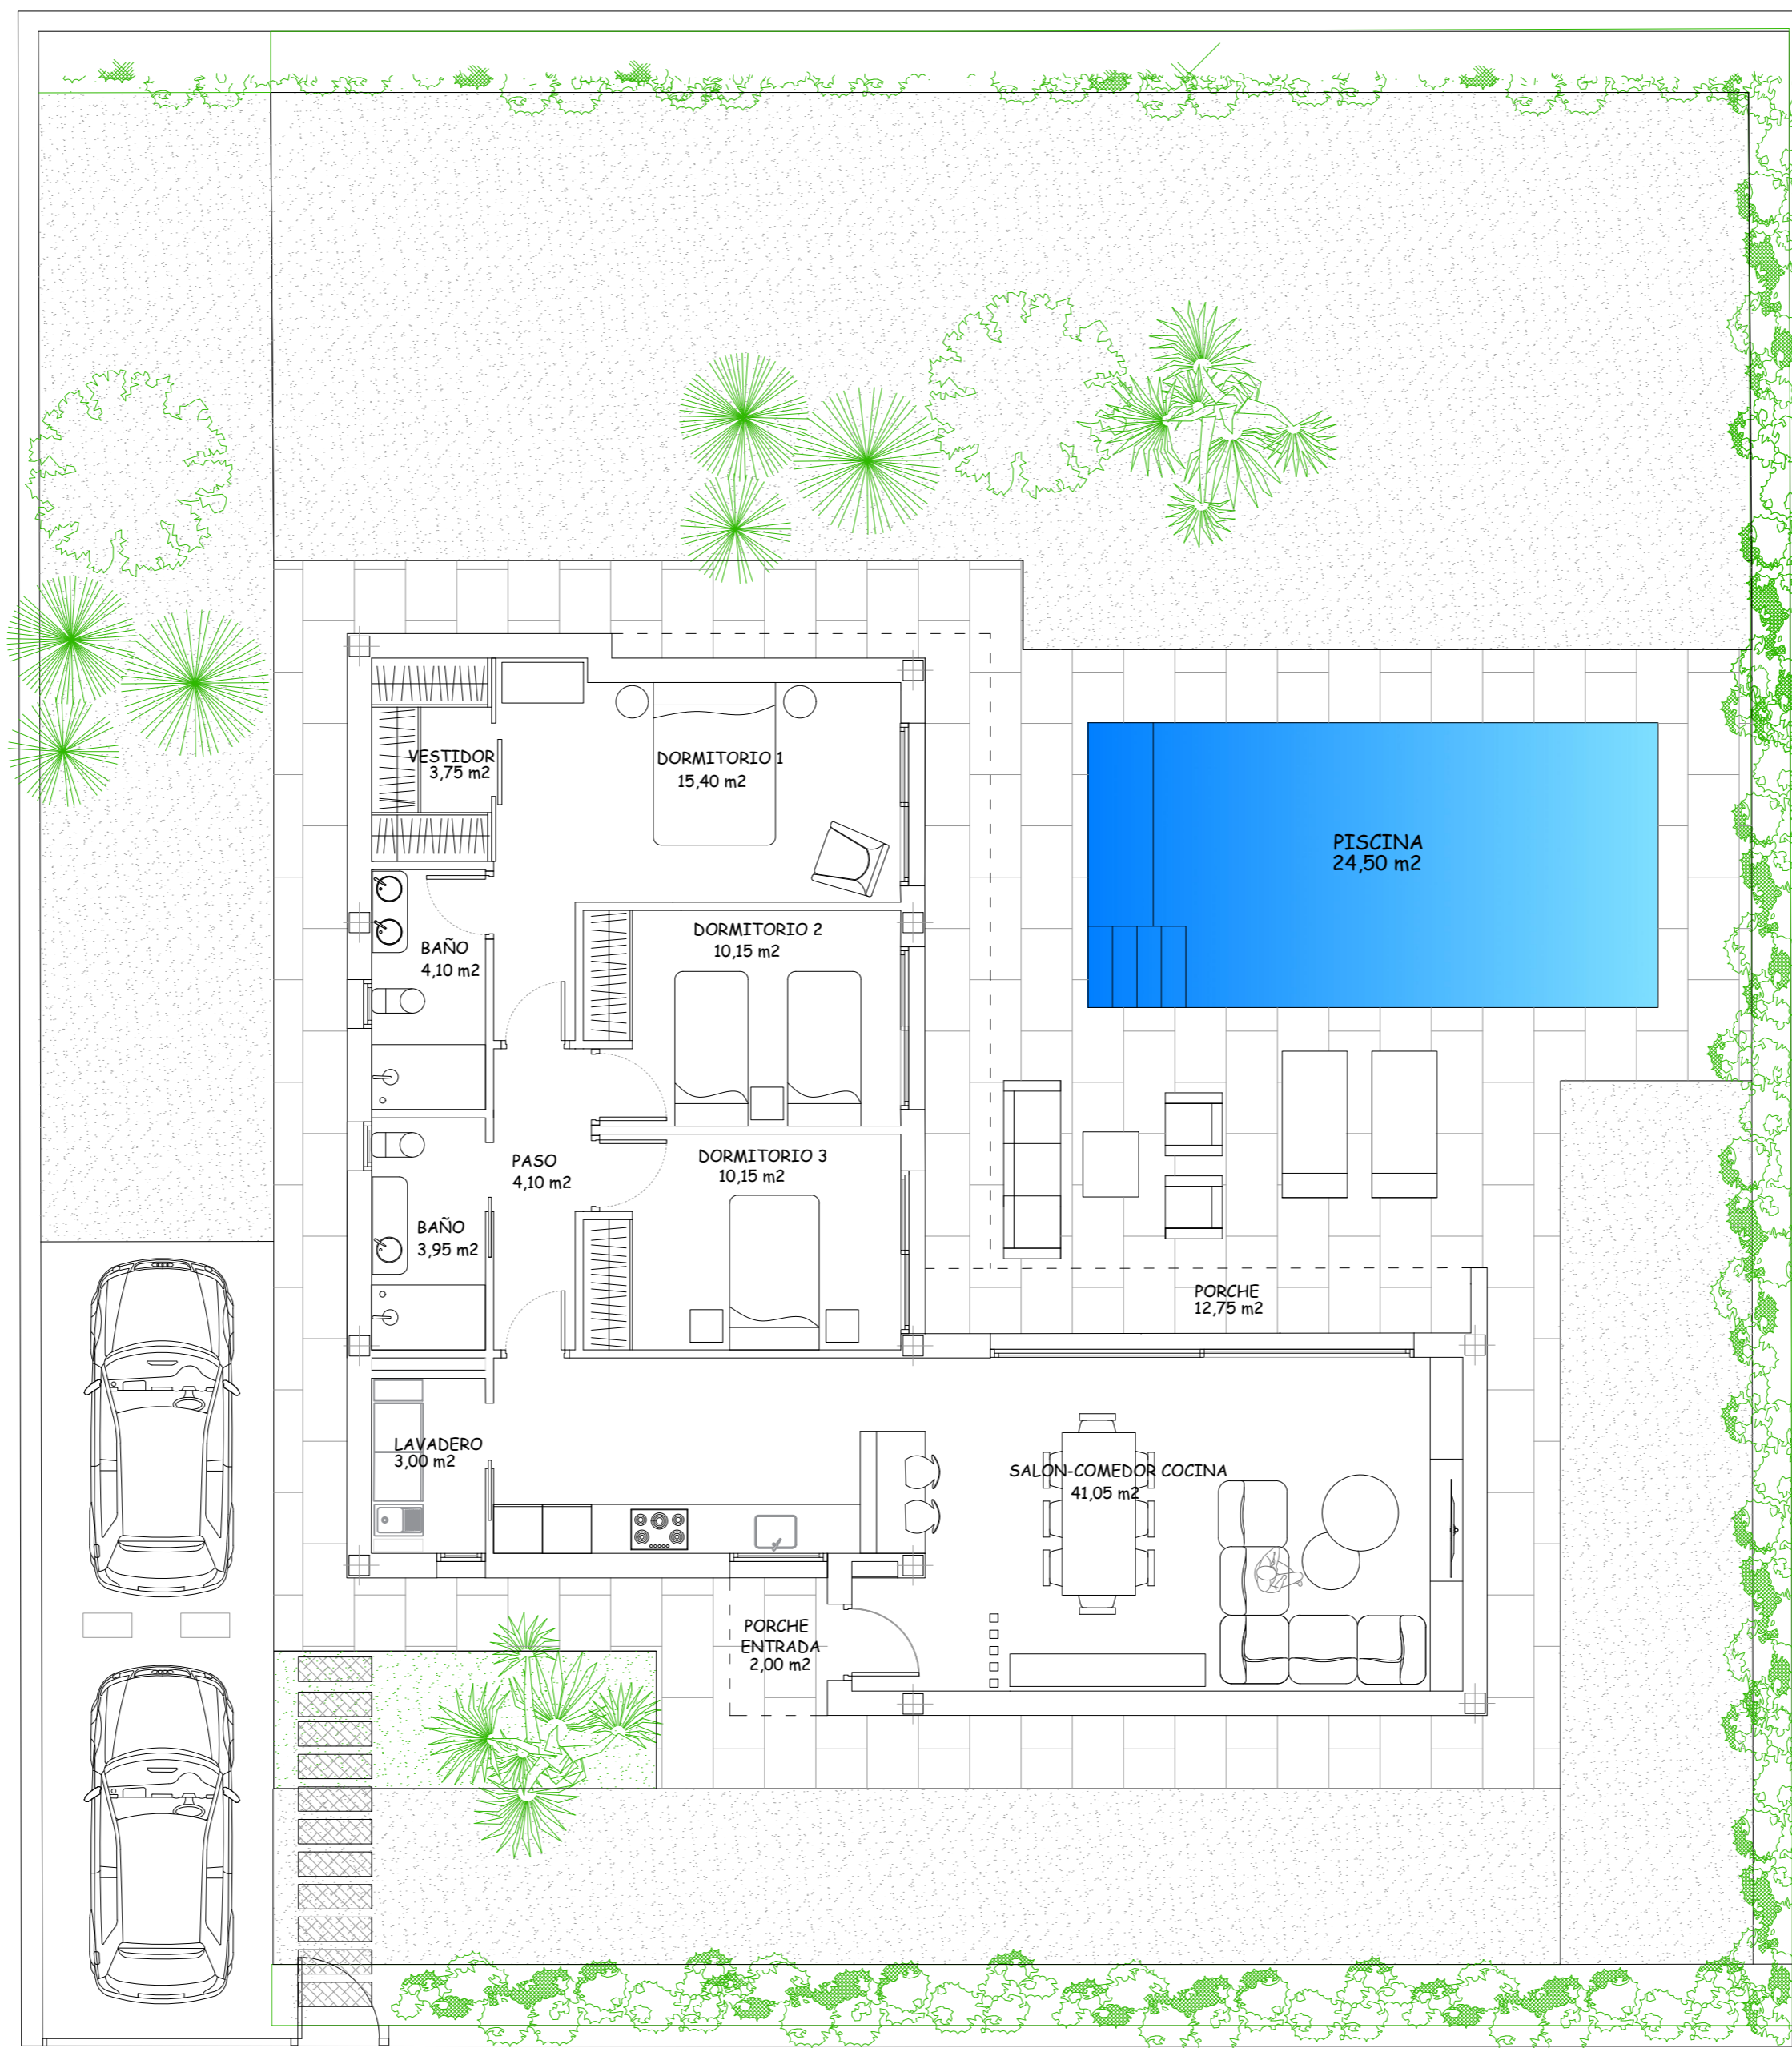 VESTIDOR
3,75 m2
DORMITORIO 1
15,40 m2
PISCINA
24,50 m2
BAÑO
4,10 m2
DORMITORIO 2
10,15 m2
PASO
4,10 m2
DORMITORIO 3
10,15 m2
BAÑO
3,95 m2
PORCHE
12,75 m2
LAVADERO
3,00 m2
SALON-COMEDOR COCINA
41,05 m2
PORCHE
ENTRADA
2,00 m2